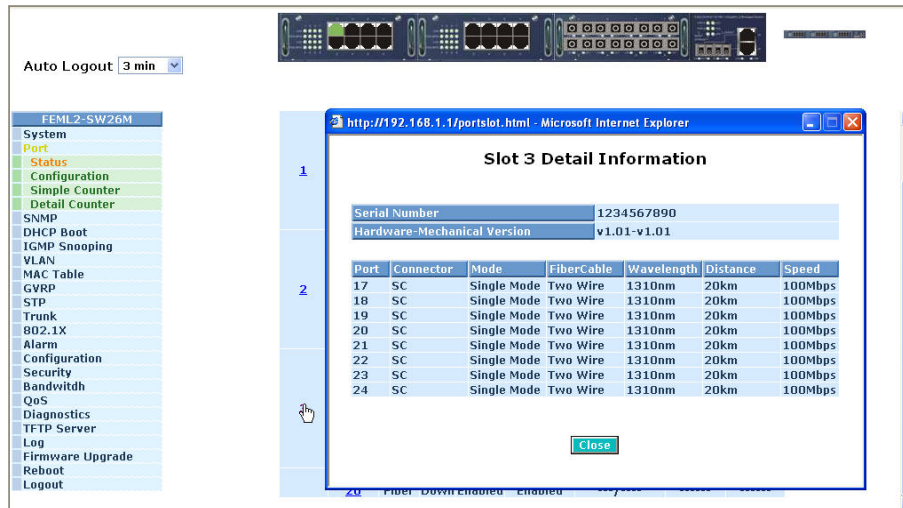 Auto Logout 3 min
FEML2-SW26M
System
Port
Status
Configuration
Simple Counter
Detail Counter
SNMP
DHCP Boot
IGMP Snooping
VLAN
MAC Table
GVRP
STP
Trunk
802.1X
Alarm
Configuration
Security
Bandwitdh
QoS
Diagnostics
TFTP Server
Log
Firmware Upgrade
Reboot
Logout
1
2
http://192.168.1.1/portslot.html - Microsoft Internet Explorer
Slot 3 Detail Information
Serial Number 1234567890
Hardware-Mechanical Version v1.01-v1.01
Port Connector Mode FiberCable Wavelength Distance Speed
17 SC Single Mode Two Wire 1310nm 20km 100Mbps
18 SC Single Mode Two Wire 1310nm 20km 100Mbps
19 SC Single Mode Two Wire 1310nm 20km 100Mbps
20 SC Single Mode Two Wire 1310nm 20km 100Mbps
21 SC Single Mode Two Wire 1310nm 20km 100Mbps
22 SC Single Mode Two Wire 1310nm 20km 100Mbps
23 SC Single Mode Two Wire 1310nm 20km 100Mbps
24 SC Single Mode Two Wire 1310nm 20km 100Mbps
Close
Fiber Down Enabled Enabled